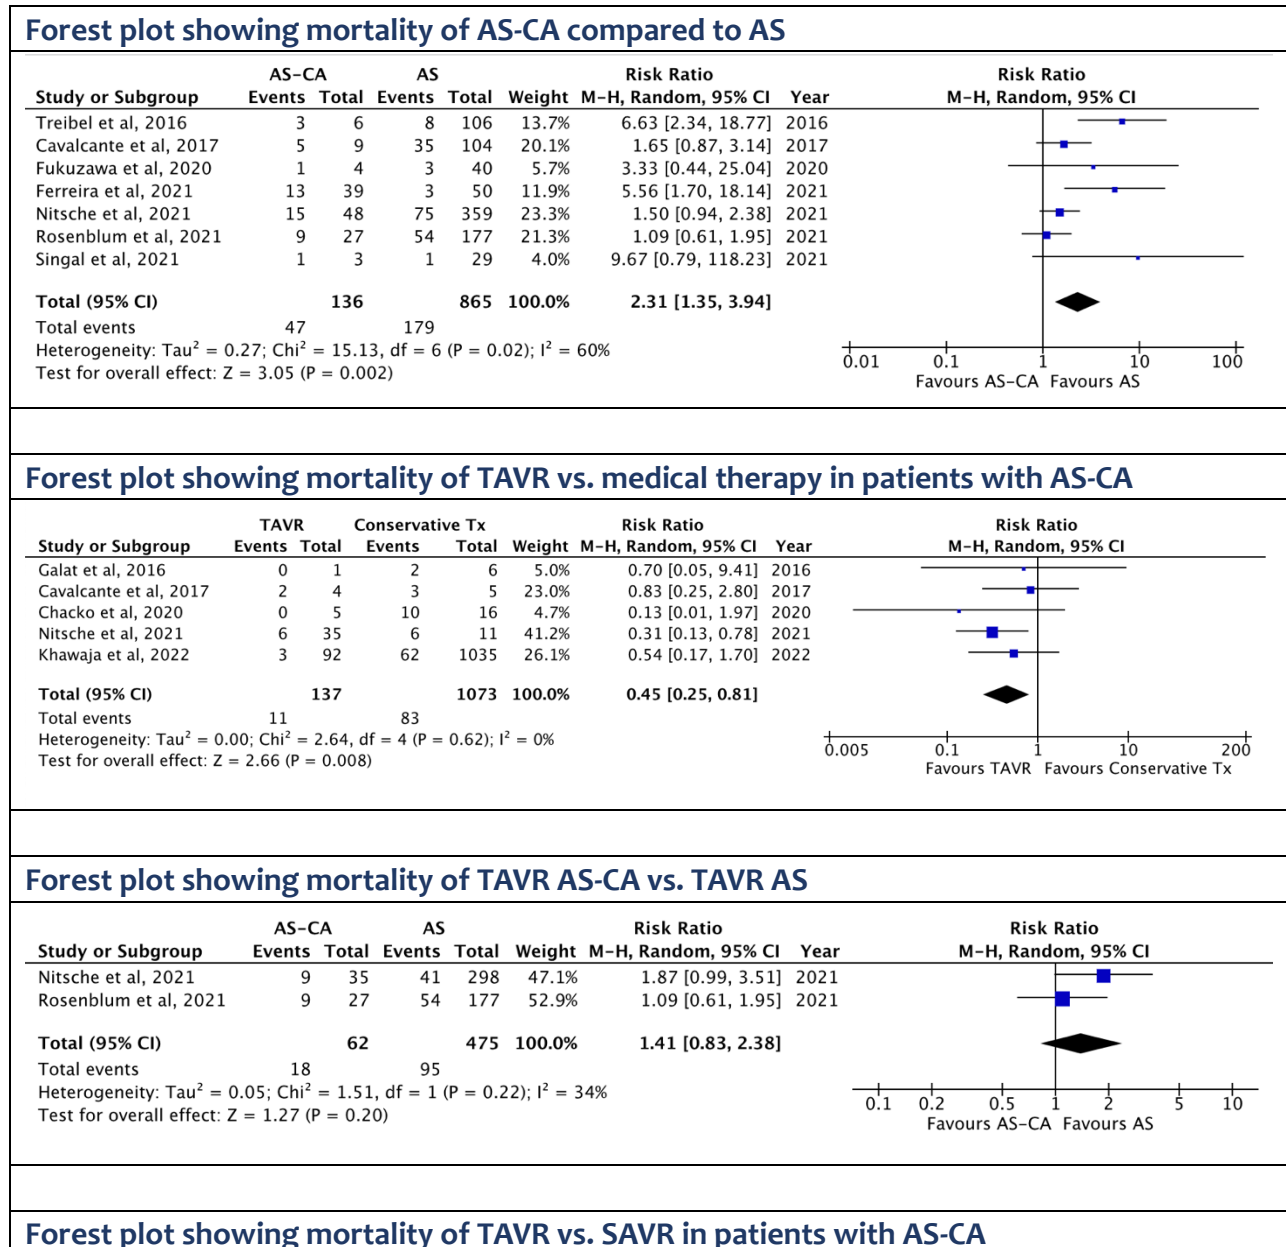 Forest plot showing mortality of AS-CA compared to AS
AS-CA AS Risk Ratio Risk Ratio
Study or Subgroup Events Total Events Total Weight M-H, Random, 95% CI Year M-H, Random, 95% CI
Treibel et al, 2016 3 6 8 106 13.7% 6.63 [2.34, 18.77] 2016
Cavalcante et al, 2017 5 9 35 104 20.1% 1.65 [0.87, 3.14] 2017
Fukuzawa et al, 2020 1 4 3 40 5.7% 3.33 [0.44, 25.04] 2020
Ferreira et al, 2021 13 39 3 50 11.9% 5.56 [1.70, 18.14] 2021
Nitsche et al, 2021 15 48 75 359 23.3% 1.50 [0.94, 2.38] 2021
Rosenblum et al, 2021 9 27 54 177 21.3% 1.09 [0.61, 1.95] 2021
Singal et al, 2021 1 3 1 29 4.0% 9.67 [0.79, 118.23] 2021
Total (95% CI) 136 865 100.0% 2.31 [1.35, 3.94]
Total events 47 179
Heterogeneity: Tau² = 0.27; Chi² = 15.13, df = 6 (P = 0.02); I² = 60%
Test for overall effect: Z = 3.05 (P = 0.002)
0.01 0.1 1 10 100
Favours AS-CA Favours AS
Forest plot showing mortality of TAVR vs. medical therapy in patients with AS-CA
TAVR Conservative Tx Risk Ratio Risk Ratio
Study or Subgroup Events Total Events Total Weight M-H, Random, 95% CI Year M-H, Random, 95% CI
Galat et al, 2016 0 1 2 6 5.0% 0.70 [0.05, 9.41] 2016
Cavalcante et al, 2017 2 4 3 5 23.0% 0.83 [0.25, 2.80] 2017
Chacko et al, 2020 0 5 10 16 4.7% 0.13 [0.01, 1.97] 2020
Nitsche et al, 2021 6 35 6 11 41.2% 0.31 [0.13, 0.78] 2021
Khawaja et al, 2022 3 92 62 1035 26.1% 0.54 [0.17, 1.70] 2022
Total (95% CI) 137 1073 100.0% 0.45 [0.25, 0.81]
Total events 11 83
Heterogeneity: Tau² = 0.00; Chi² = 2.64, df = 4 (P = 0.62); I² = 0%
Test for overall effect: Z = 2.66 (P = 0.008)
0.005 0.1 1 10 200
Favours TAVR Favours Conservative Tx
Forest plot showing mortality of TAVR AS-CA vs. TAVR AS
AS-CA AS Risk Ratio Risk Ratio
Study or Subgroup Events Total Events Total Weight M-H, Random, 95% CI Year M-H, Random, 95% CI
Nitsche et al, 2021 9 35 41 298 47.1% 1.87 [0.99, 3.51] 2021
Rosenblum et al, 2021 9 27 54 177 52.9% 1.09 [0.61, 1.95] 2021
Total (95% CI) 62 475 100.0% 1.41 [0.83, 2.38]
Total events 18 95
Heterogeneity: Tau² = 0.05; Chi² = 1.51, df = 1 (P = 0.22); I² = 34%
Test for overall effect: Z = 1.27 (P = 0.20)
0.1 0.2 0.5 1 2 5 10
Favours AS-CA Favours AS
Forest plot showing mortality of TAVR vs. SAVR in patients with AS-CA